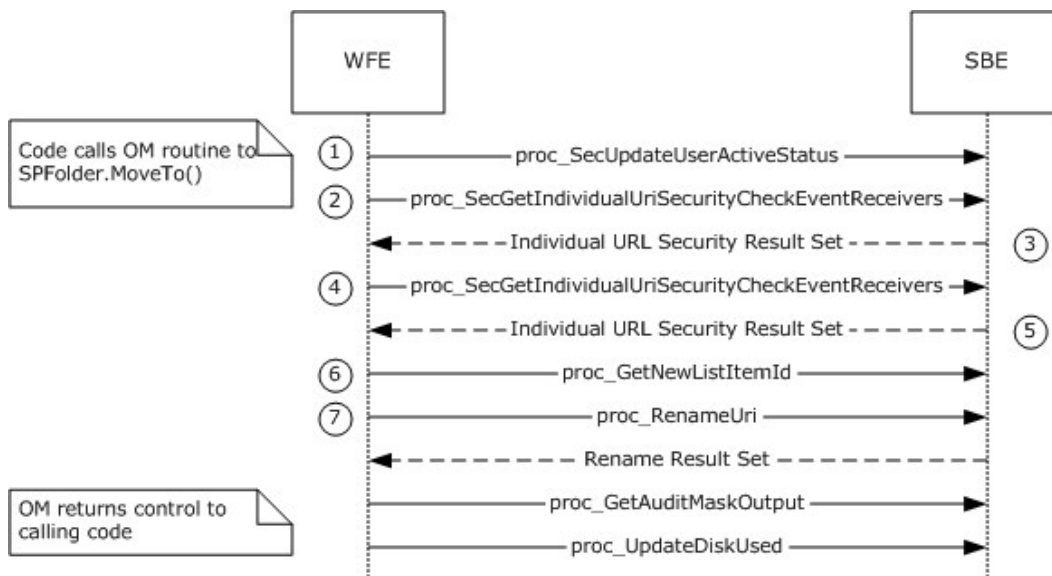 WFE
SBE
Code calls OM routine to
SPFolder.MoveTo()
1
proc_SecUpdateUserActiveStatus
2
proc_SecGetIndividualUriSecurityCheckEventReceivers
Individual URL Security Result Set
3
4
proc_SecGetIndividualUriSecurityCheckEventReceivers
Individual URL Security Result Set
5
6
proc_GetNewListItemId
7
proc_RenameUri
Rename Result Set
OM returns control to
calling code
proc_GetAuditMaskOutput
proc_UpdateDiskUsed